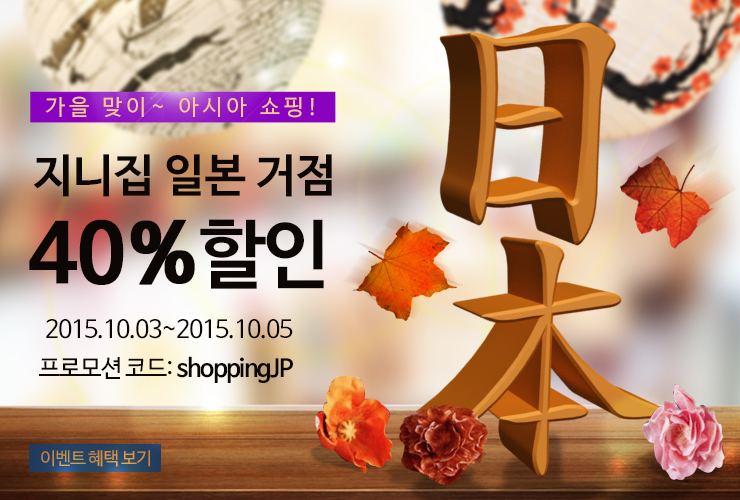 가을 맞이~ 아시아 쇼핑!
지니집 일본 거점
40%할인
2015.10.03~2015.10.05
프로모션 코드: shoppingJP
이벤트 혜택 보기
日本